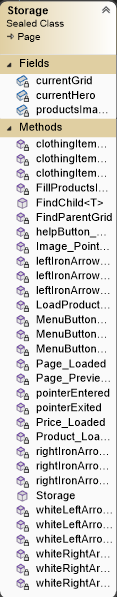 Storage
Sealed Class
Page
Fields
currentGrid
currentHero
productsIma...
Methods
clothingItem...
clothingItem...
clothingItem...
FillProductsI...
FindChild<T>
FindParentGrid
helpButton_...
Image_Point...
leftIronArrow...
leftIronArrow...
leftIronArrow...
LoadProduct...
MenuButton...
MenuButton...
MenuButton...
Page_Loaded
Page_Previe...
pointerEntered
pointerExited
Price_Loaded
Product_Loa...
rightIronArro...
rightIronArro...
rightIronArro...
Storage
whiteLeftArro...
whiteLeftArro...
whiteLeftArro...
whiteRightAr...
whiteRightAr...
whiteRightAr...